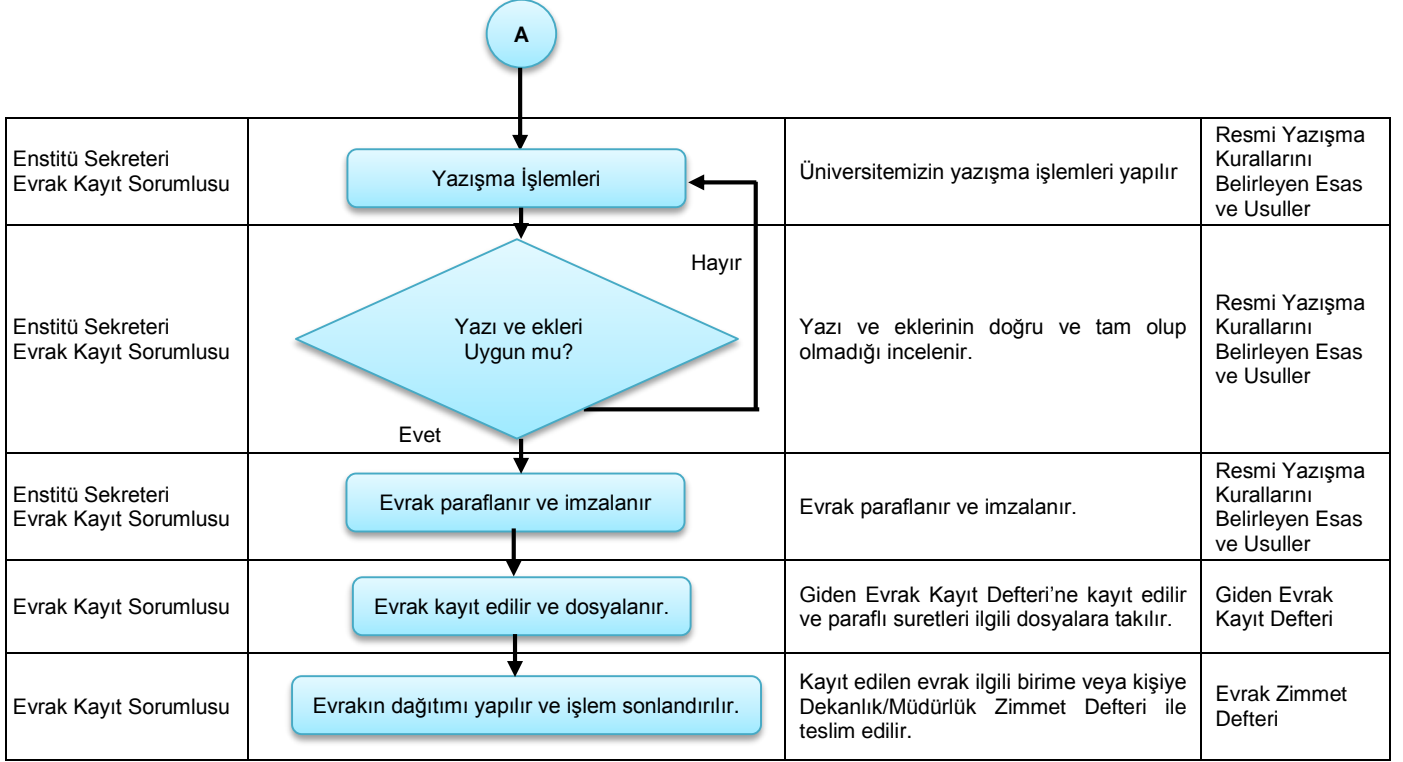 A
Enstitü Sekreteri
Evrak Kayıt Sorumlusu
Yazışma İşlemleri
Üniversitemizin yazışma işlemleri yapılır
Resmi Yazışma
Kurallarını
Belirleyen Esas
ve Usuller
Enstitü Sekreteri
Evrak Kayıt Sorumlusu
Hayır
Yazı ve ekleri
Uygun mu?
Evet
Yazı ve eklerinin doğru ve tam olup
olmadığı incelenir.
Resmi Yazışma
Kurallarını
Belirleyen Esas
ve Usuller
Enstitü Sekreteri
Evrak Kayıt Sorumlusu
Evrak paraflanır ve imzalanır
Evrak paraflanır ve imzalanır.
Resmi Yazışma
Kurallarını
Belirleyen Esas
ve Usuller
Evrak Kayıt Sorumlusu
Evrak kayıt edilir ve dosyalanır.
Giden Evrak Kayıt Defteri’ne kayıt edilir
ve paraflı suretleri ilgili dosyalara takılır.
Giden Evrak
Kayıt Defteri
Evrak Kayıt Sorumlusu
Evrakın dağıtımı yapılır ve işlem sonlandırılır.
Kayıt edilen evrak ilgili birime veya kişiye
Dekanlık/Müdürlük Zimmet Defteri ile
teslim edilir.
Evrak Zimmet
Defteri